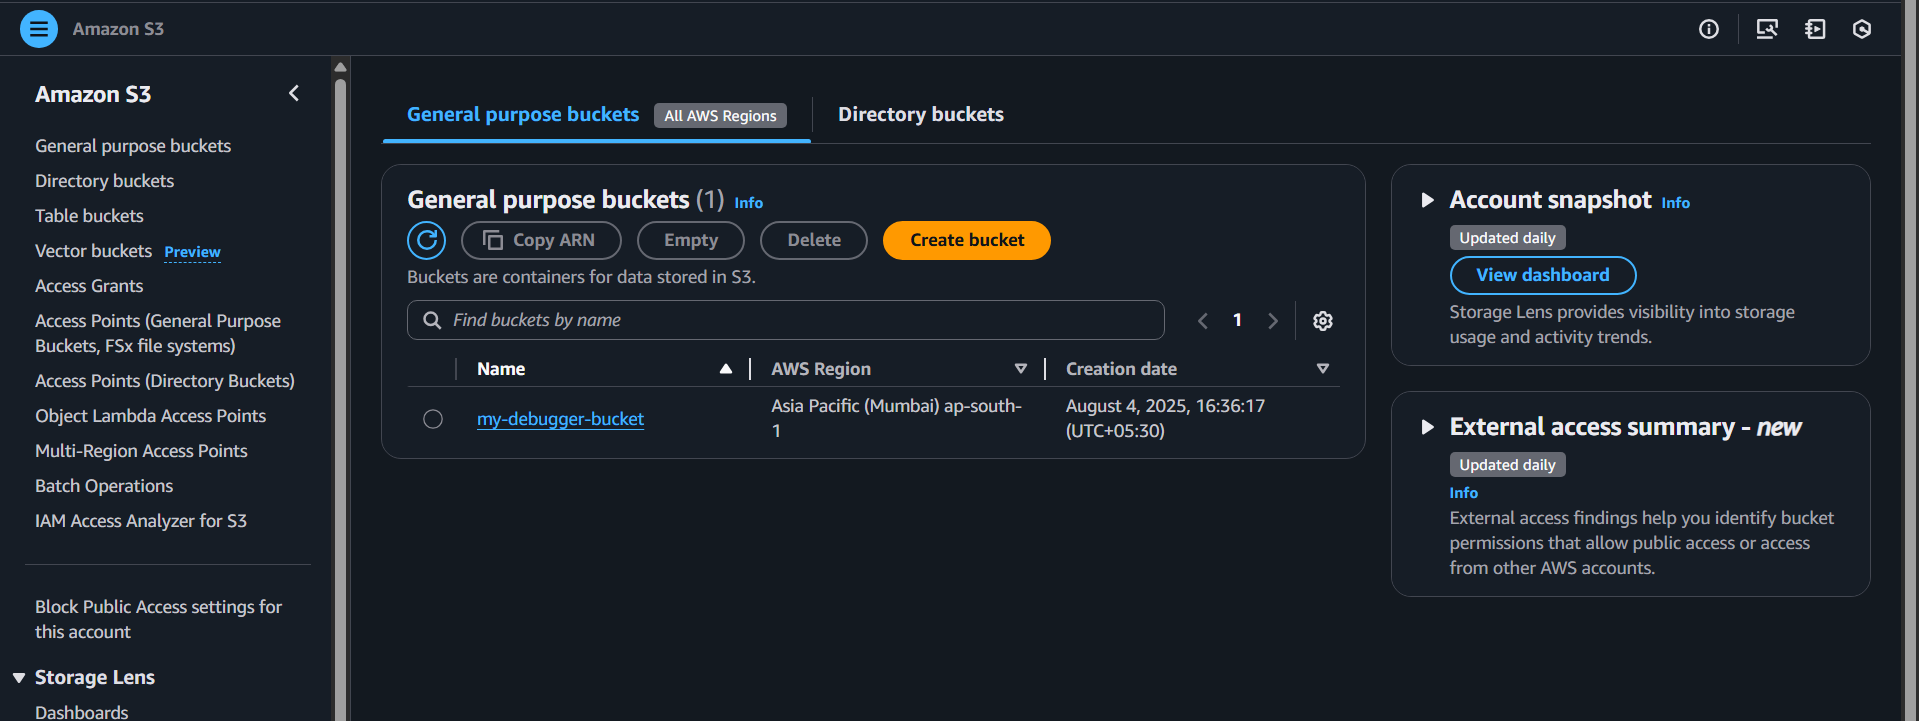 Amazon S3
Amazon S3
General purpose buckets
Directory buckets
Table buckets
Vector buckets Preview
Access Grants
Access Points (General Purpose
Buckets, FSx file systems)
Access Points (Directory Buckets)
Object Lambda Access Points
Multi-Region Access Points
Batch Operations
IAM Access Analyzer for S3
Block Public Access settings for
this account
Storage Lens
Dashboards
General purpose buckets All AWS Regions Directory buckets
General purpose buckets (1) Info
Copy ARN Empty Delete Create bucket
Buckets are containers for data stored in S3.
Find buckets by name 1
Name AWS Region Creation date
my-debugger-bucket
Asia Pacific (Mumbai) ap-south-
1
August 4, 2025, 16:36:17
(UTC+05:30)
Account snapshot Info
Updated daily
View dashboard
Storage Lens provides visibility into storage
usage and activity trends.
External access summary - new
Updated daily
Info
External access findings help you identify bucket
permissions that allow public access or access
from other AWS accounts.